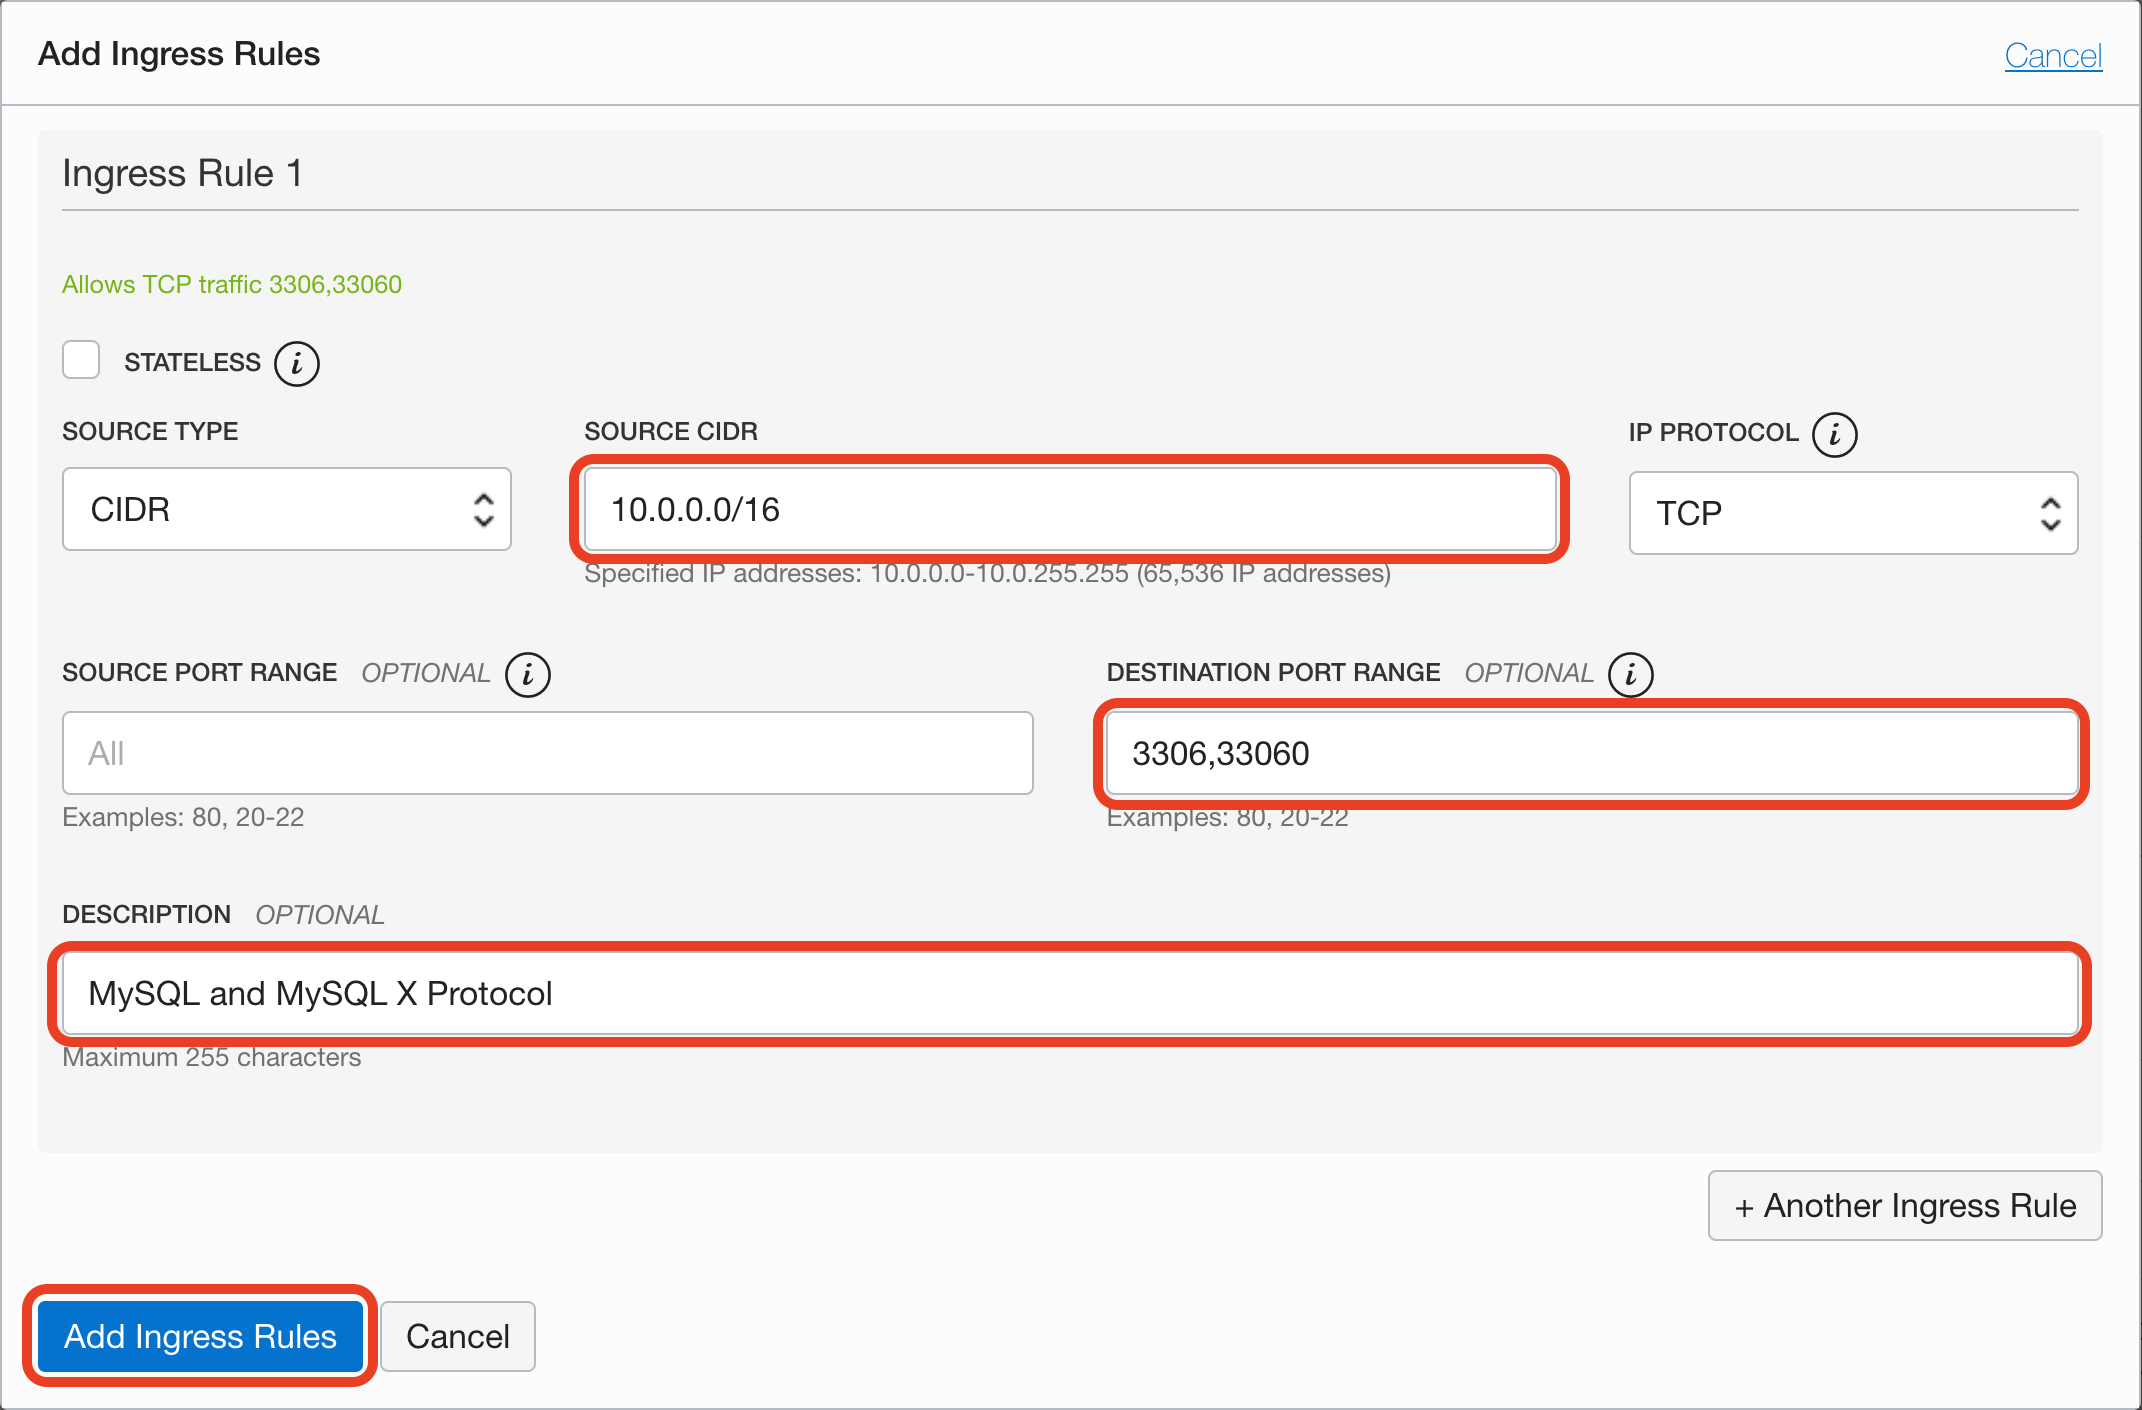 Add Ingress Rules
Cancel
Ingress Rule 1
Allows TCP traffic 3306,33060
STATELESS i
SOURCE TYPE
SOURCE CIDR
IP PROTOCOL i
CIDR
10.0.0.0/16
TCP
Specified IP addresses: 10.0.0.0-10.0.255.255 (65,536 IP addresses)
SOURCE PORT RANGE OPTIONAL i
DESTINATION PORT RANGE OPTIONAL i
All
3306,33060
Examples: 80, 20-22
Examples: 80, 20-22
DESCRIPTION OPTIONAL
MySQL and MySQL X Protocol
Maximum 255 characters
+ Another Ingress Rule
Add Ingress Rules
Cancel